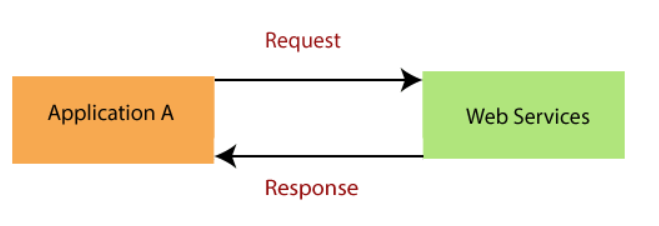 Request
Application A
Web Services
Response